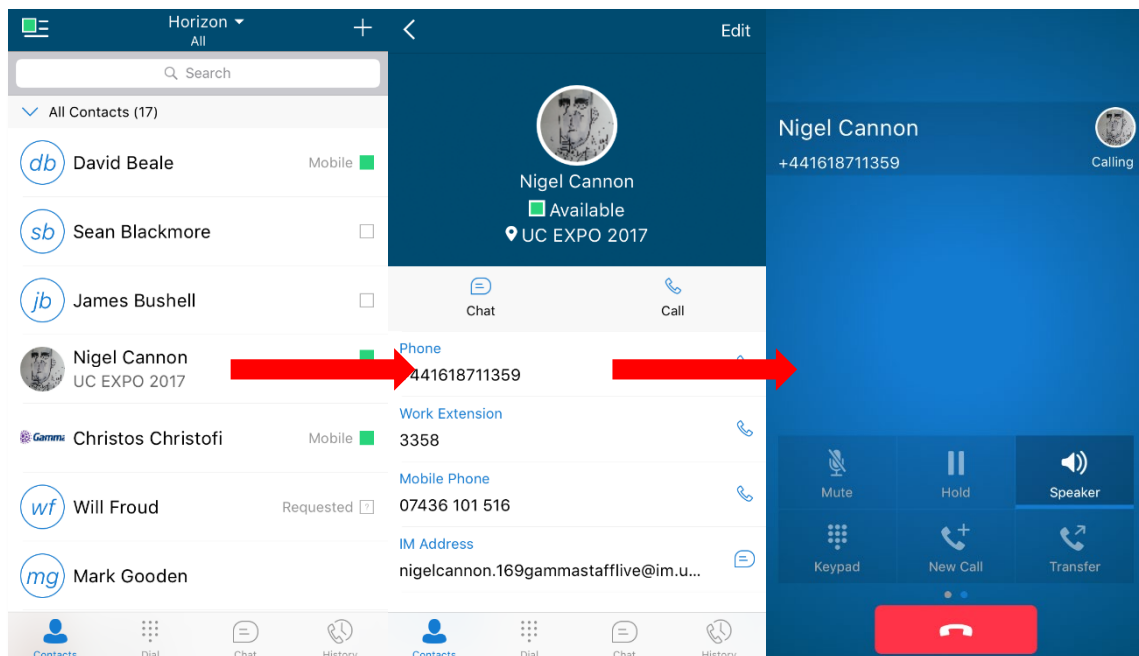 Horizon
All
Search
All Contacts (17)
db David Beale Mobile
sb Sean Blackmore
jb James Bushell
Nigel Cannon
UC EXPO 2017
Gamma Christos Christofi Mobile
wf Will Froud Requested ?
mg Mark Gooden
Contacts Dial Chat History
Edit
Nigel Cannon
Available
UC EXPO 2017
Chat Call
Phone
441618711359
Work Extension
3358
Mobile Phone
07436 101 516
IM Address
nigelcannon.169gammastafflive@im.u...
Contacts Dial Chat History
Nigel Cannon
+441618711359 Calling
Mute Hold Speaker
Keypad New Call Transfer